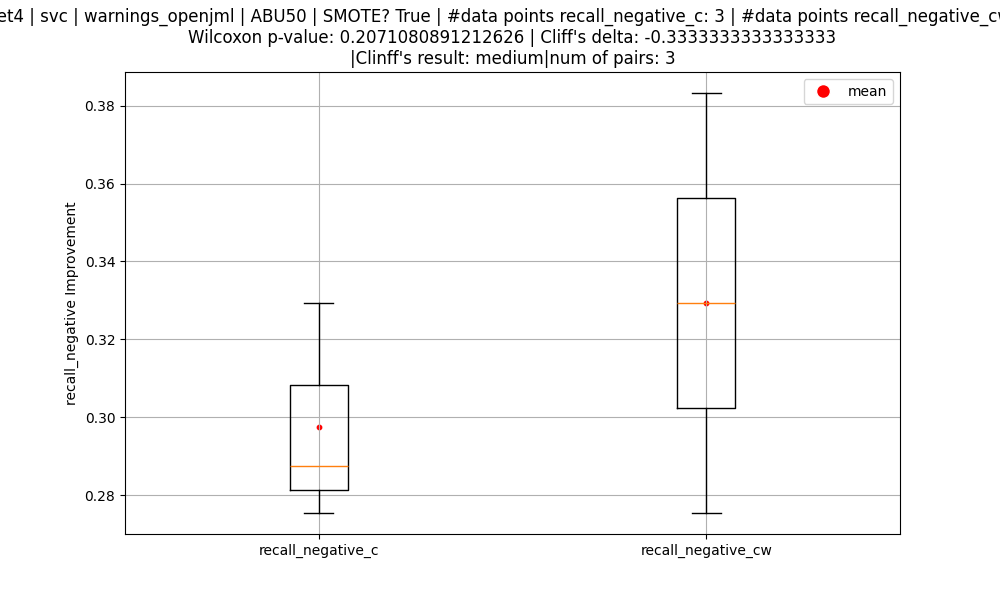 et4 | svc | warnings_openjml | ABU50 | SMOTE? True | #data points recall_negative_c: 3 | #data points recall_negative_cw
Wilcoxon p-value: 0.2071080891212626 | Cliff's delta: -0.3333333333333333
|Clinff's result: medium|num of pairs: 3
mean
0.38
0.36
0.34
0.32
0.30
0.28
recall_negative Improvement
recall_negative_c
recall_negative_cw